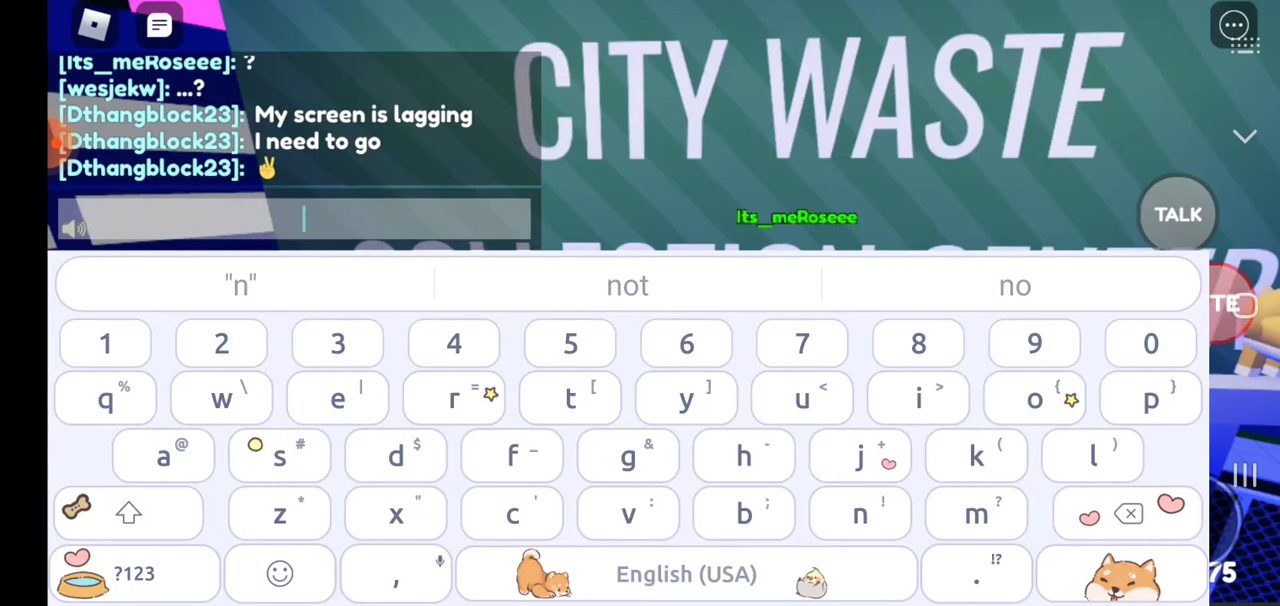 [Its_meRoseee]: ?
[wesjekw]: ...?
[Dthangblock23]: My screen is lagging
[Dthangblock23]: I need to go
[Dthangblock23]: ✌
CITY WASTE
Its_meRoseee
TALK
TE
"n" not no
1 2 3 4 5 6 7 8 9 0
q % w \ e | r = t [ y ] u < i > o { p }
a @ s # d $ f _ g & h - j + k ( l )
z * x " c ' v : b ; n ! m ?
?123 , English (USA) . !?
75